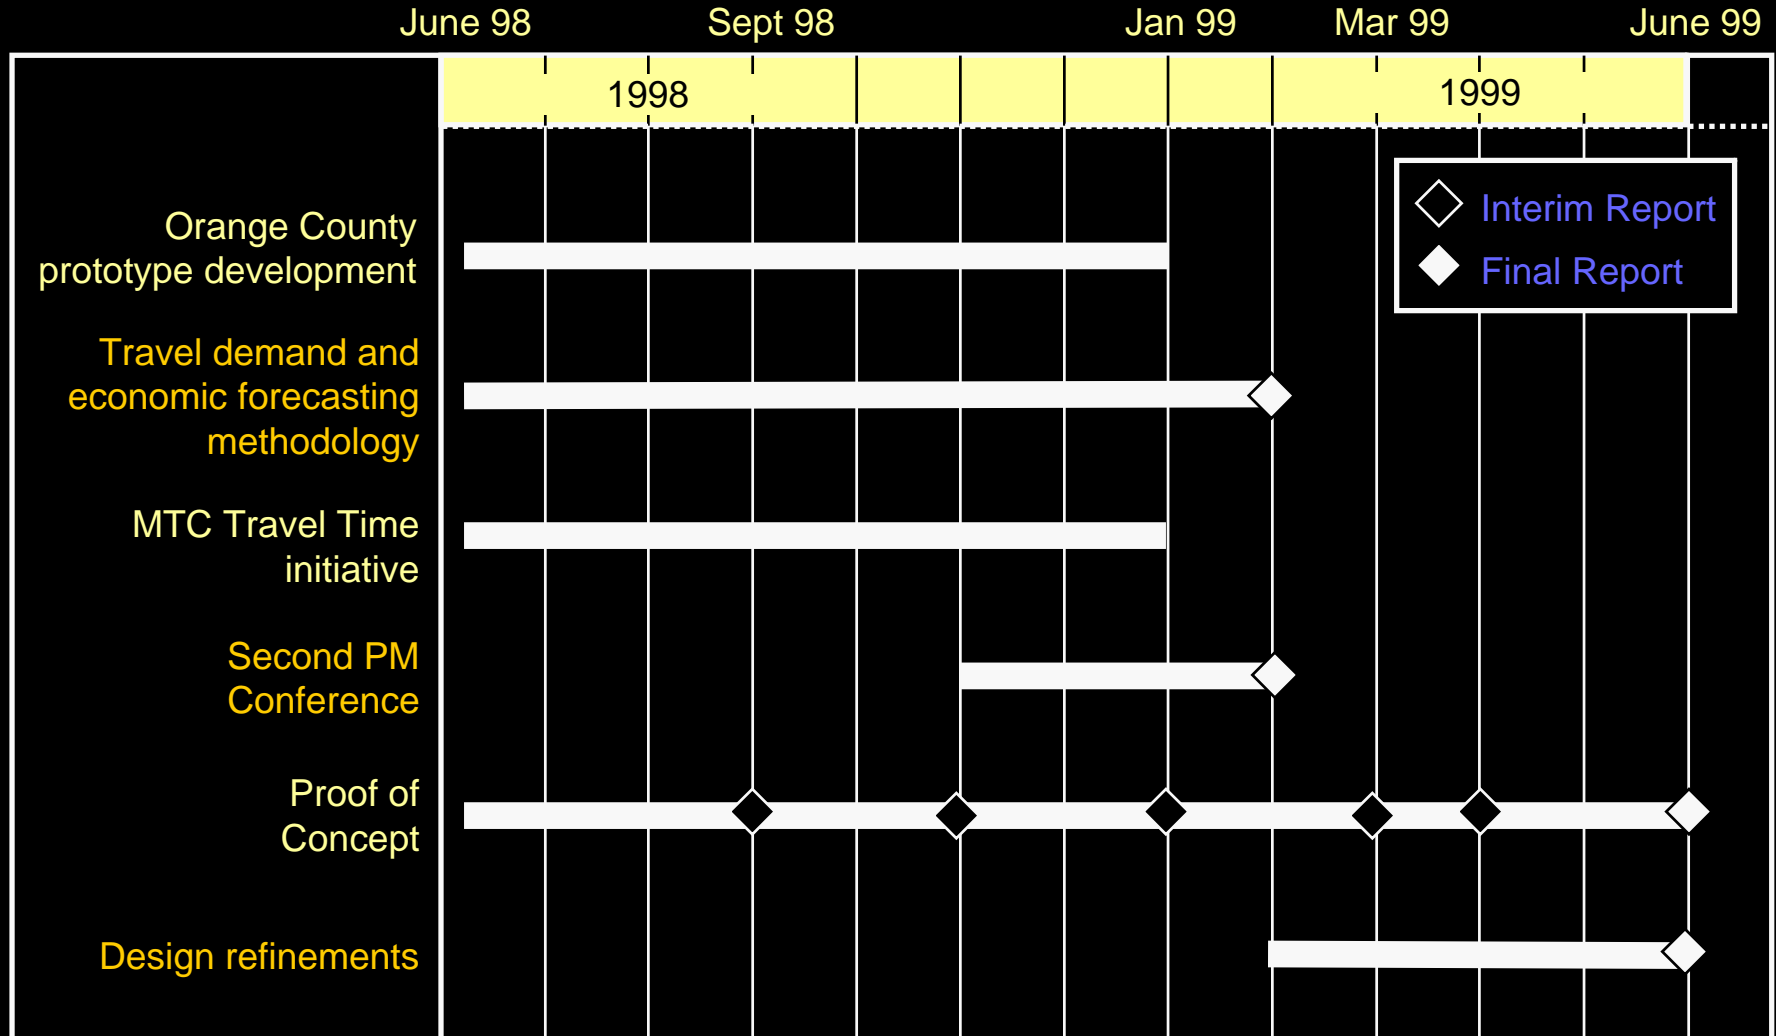 June 98
Sept 98
Jan 99
Mar 99
June 99
1998
1999
Interim Report
Final Report
Orange County
prototype development
Travel demand and
economic forecasting
methodology
MTC Travel Time
initiative
Second PM
Conference
Proof of
Concept
Design refinements